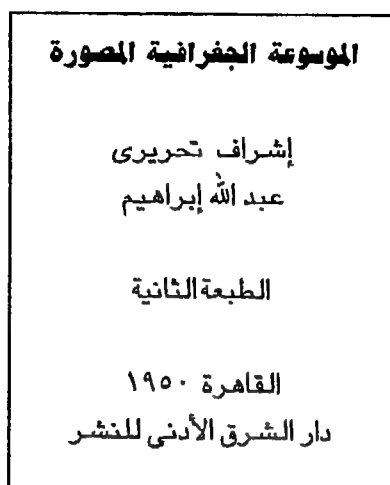 الموسوعة الجغرافية المصورة
إشراف تحريرى
عبد الله إبراهيم
الطبعة الثانية
القاهرة ١٩٥٠
دار الشرق الأدنى للنشر